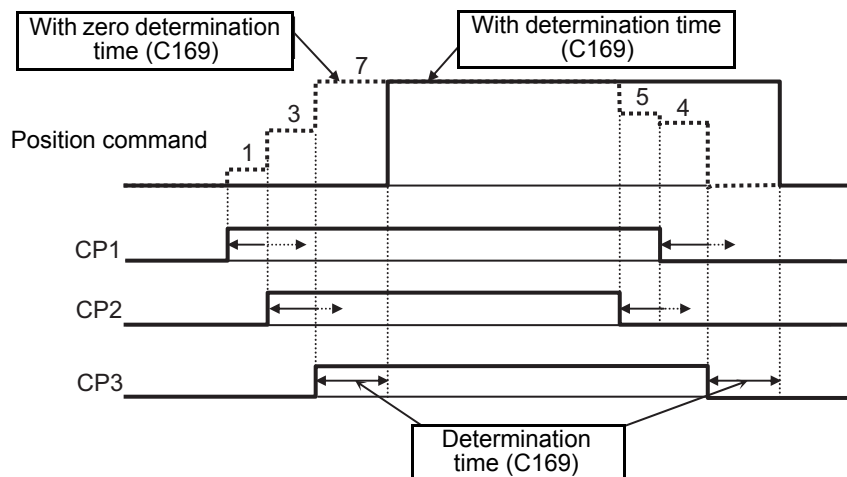 With zero determination
time (C169)
With determination time
(C169)
7
5
4
3
1
Position command
CP1
CP2
CP3
Determination
time (C169)